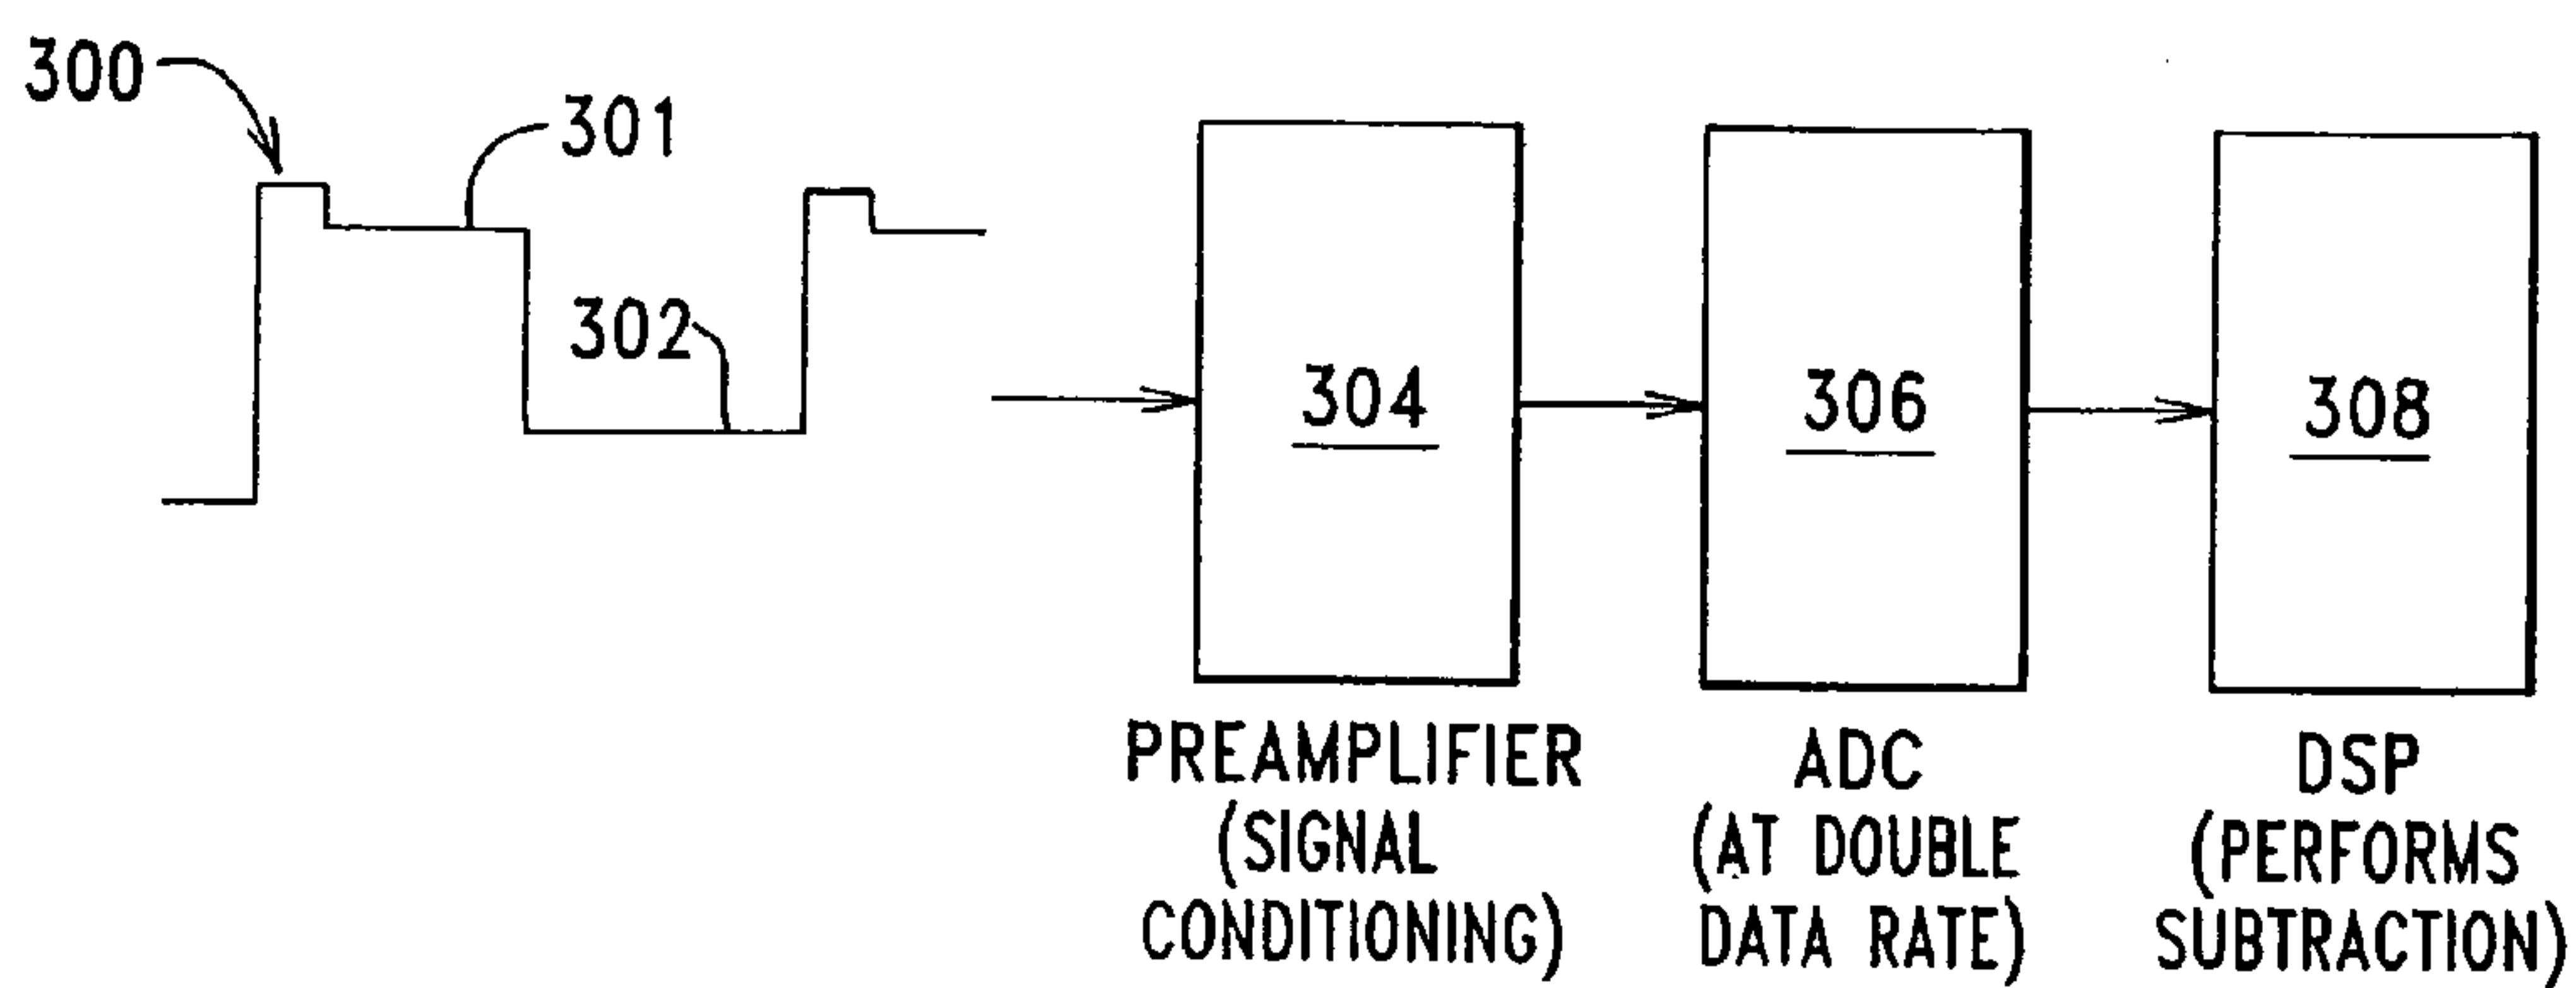 300
301
302
304
306
308
PREAMPLIFIER
(SIGNAL
CONDITIONING)
ADC
(AT DOUBLE
DATA RATE)
DSP
(PERFORMS
SUBTRACTION)